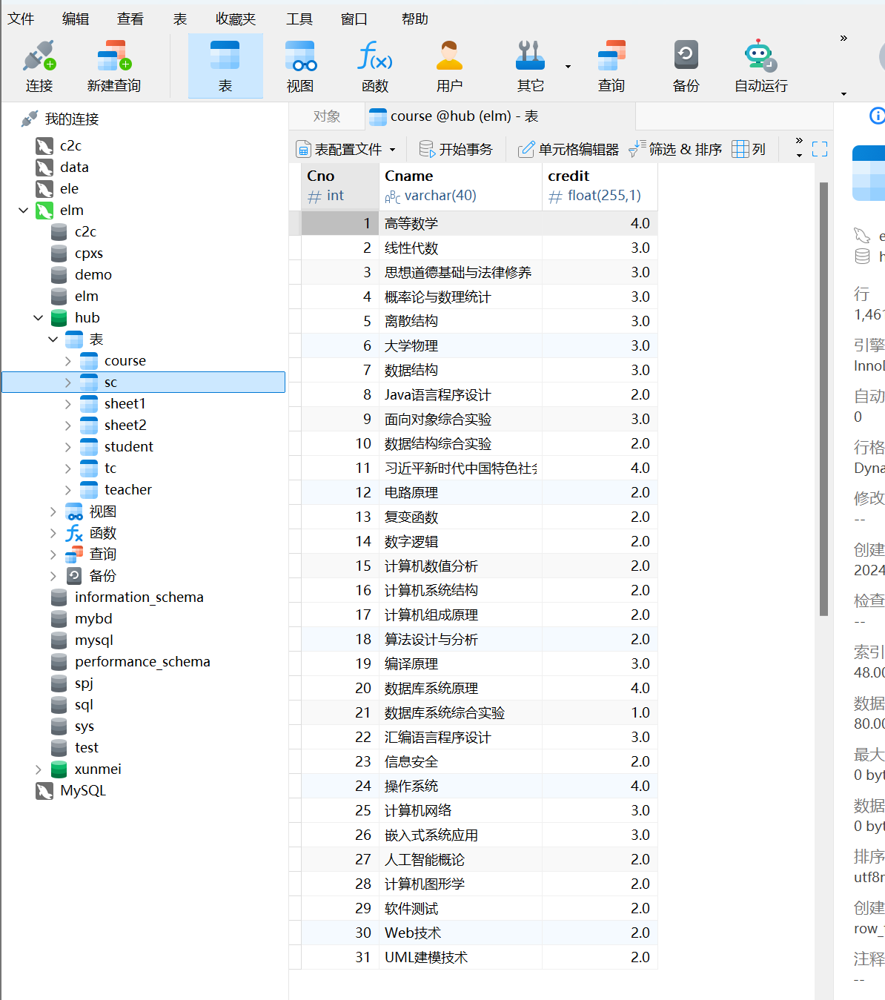 文件 编辑 查看 表 收藏夹 工具 窗口 帮助
连接 新建查询 表 视图 函数 用户 其它 查询 备份 自动运行
我的连接
c2c
data
ele
elm
c2c
cpxs
demo
elm
hub
表
course
sc
sheet1
sheet2
student
tc
teacher
视图
函数
查询
备份
information_schema
mybd
mysql
performance_schema
spj
sql
sys
test
xunmei
MySQL
对象 course @hub (elm) - 表
表配置文件 开始事务 单元格编辑器 筛选 & 排序 列
Cno Cname credit
# int ABC varchar(40) # float(255,1)
1 高等数学 4.0
2 线性代数 3.0
3 思想道德基础与法律修养 3.0
4 概率论与数理统计 3.0
5 离散结构 3.0
6 大学物理 3.0
7 数据结构 3.0
8 Java语言程序设计 2.0
9 面向对象综合实验 3.0
10 数据结构综合实验 2.0
11 习近平新时代中国特色社 4.0
12 电路原理 2.0
13 复变函数 2.0
14 数字逻辑 2.0
15 计算机数值分析 2.0
16 计算机系统结构 2.0
17 计算机组成原理 2.0
18 算法设计与分析 2.0
19 编译原理 3.0
20 数据库系统原理 4.0
21 数据库系统综合实验 1.0
22 汇编语言程序设计 3.0
23 信息安全 2.0
24 操作系统 4.0
25 计算机网络 3.0
26 嵌入式系统应用 3.0
27 人工智能概论 2.0
28 计算机图形学 2.0
29 软件测试 2.0
30 Web技术 2.0
31 UML建模技术 2.0
e
h
行
1,461
引擎
Inno
自动
0
行格
Dyna
修改
--
创建
2024
检查
--
索引
48.00
数据
80.00
最大
0 byt
数据
0 byt
排序
utf8
创建
row_
注释
--